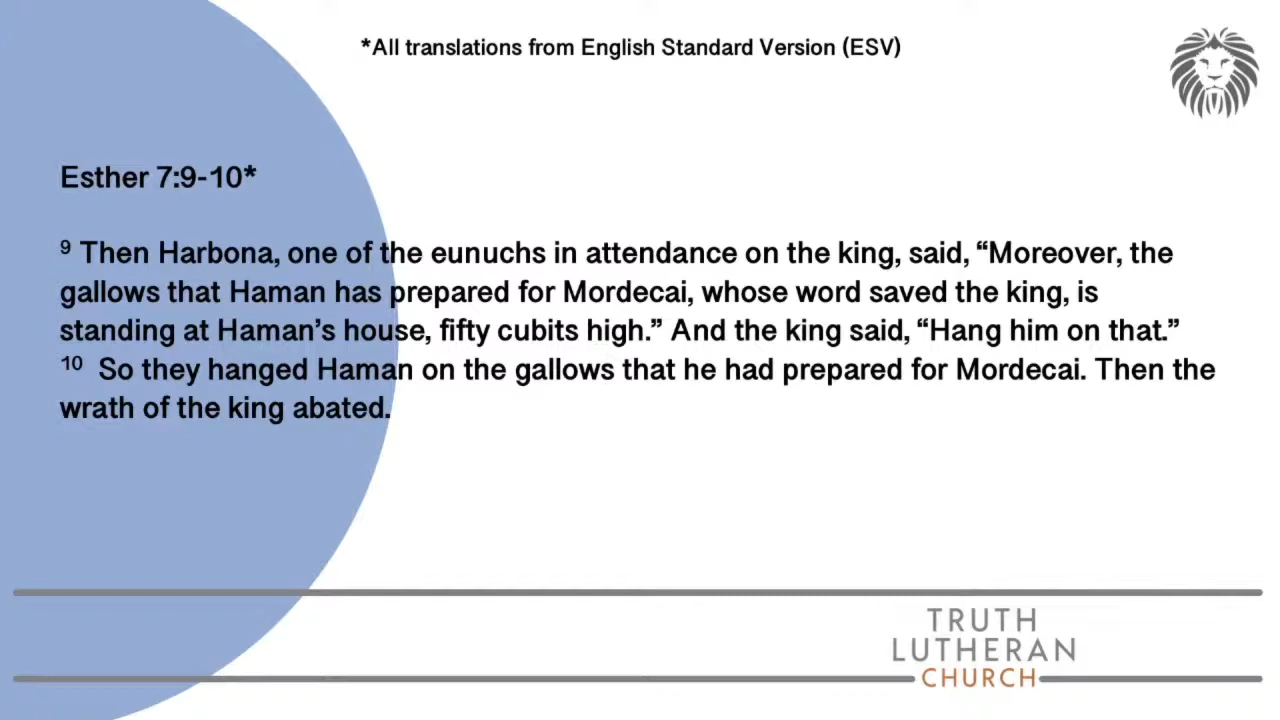 *All translations from English Standard Version (ESV)
Esther 7:9-10*
9 Then Harbona, one of the eunuchs in attendance on the king, said, “Moreover, the
gallows that Haman has prepared for Mordecai, whose word saved the king, is
standing at Haman’s house, fifty cubits high.” And the king said, “Hang him on that.”
10 So they hanged Haman on the gallows that he had prepared for Mordecai. Then the
wrath of the king abated.
TRUTH
LUTHERAN
CHURCH